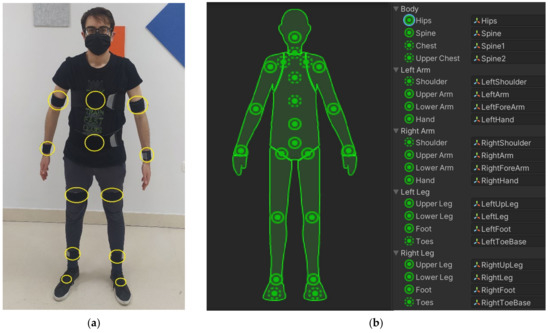 Body
Hips Hips
Spine Spine
Chest Spine1
Upper Chest Spine2
Left Arm
Shoulder LeftShoulder
Upper Arm LeftArm
Lower Arm LeftForeArm
Hand LeftHand
Right Arm
Shoulder RightShoulder
Upper Arm RightArm
Lower Arm RightForeArm
Hand RightHand
Left Leg
Upper Leg LeftUpLeg
Lower Leg LeftLeg
Foot LeftFoot
Toes LeftToeBase
Right Leg
Upper Leg RightUpLeg
Lower Leg RightLeg
Foot RightFoot
Toes RightToeBase
(a) (b)